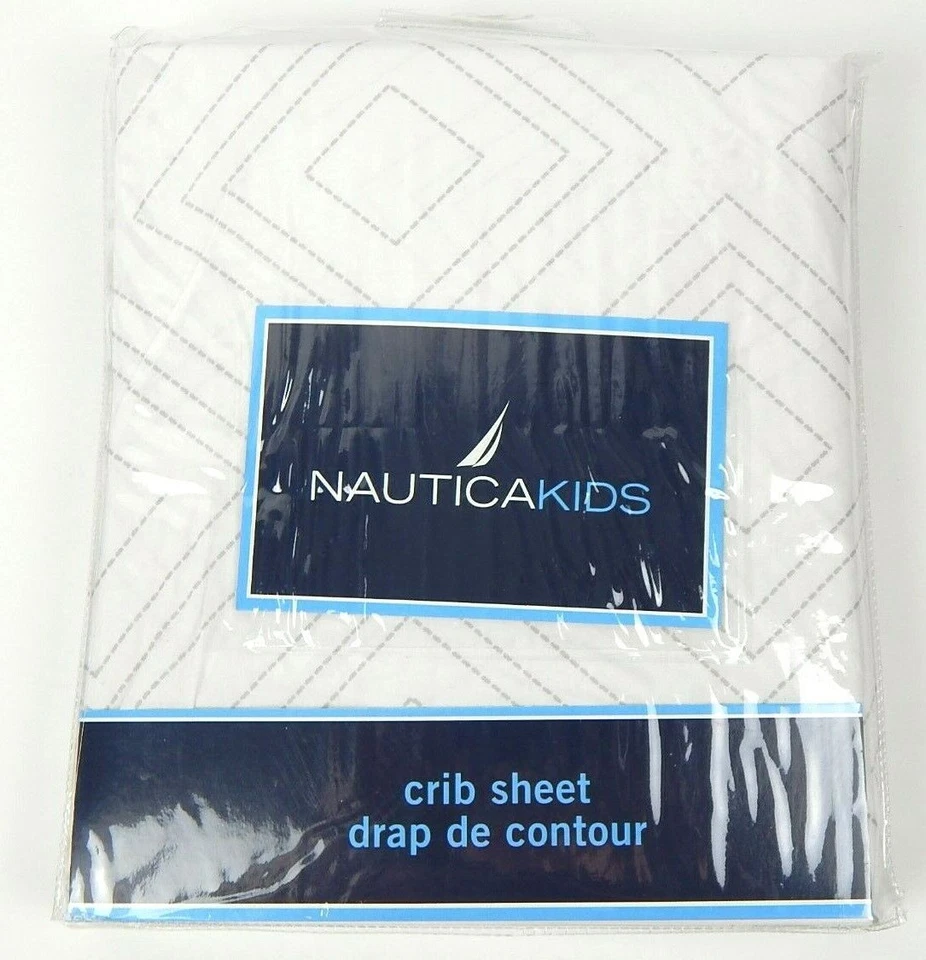 NAUTICAKIDS
crib sheet
drap de contour